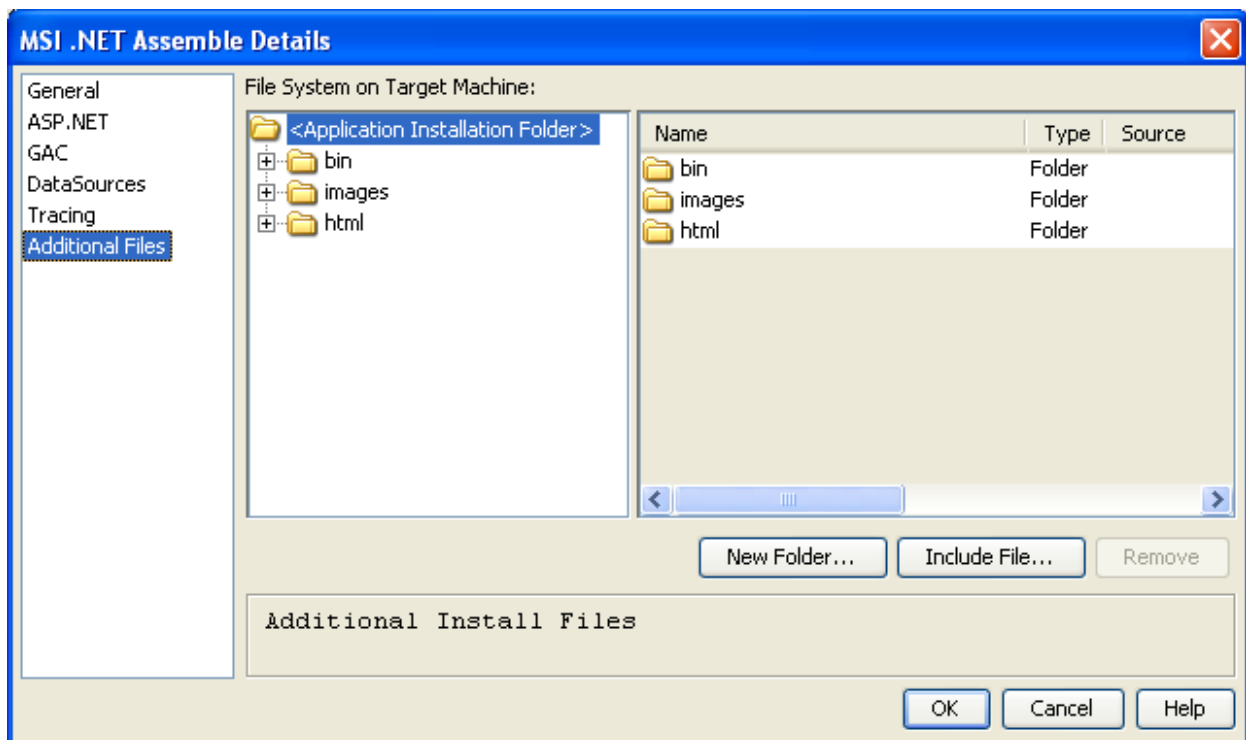 MSI .NET Assemble Details
General
ASP.NET
GAC
DataSources
Tracing
Additional Files
File System on Target Machine:
<Application Installation Folder>
bin
images
html
Name Type Source
bin Folder
images Folder
html Folder
New Folder... Include File... Remove
Additional Install Files
OK Cancel Help